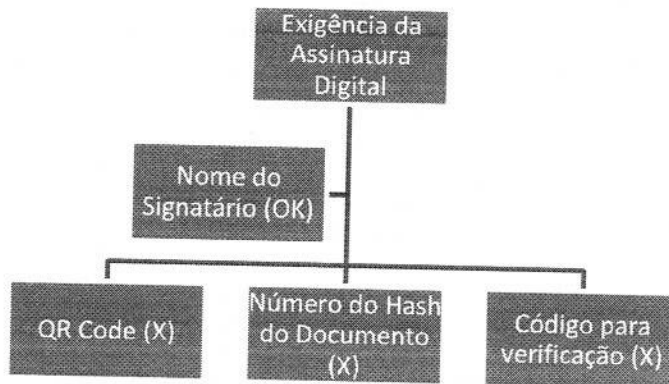 Exigência da
Assinatura
Digital
Nome do
Signatário (OK)
QR Code (X)
Número do Hash
do Documento
(X)
Código para
verificação (X)